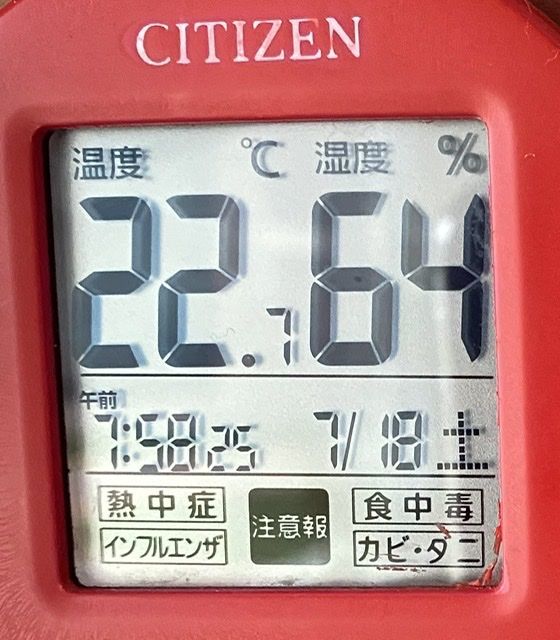 CITIZEN
温度 ℃ 湿度 %
22.7 64
午前
7:58 25 7/18 土
熱中症 注意報 食中毒
インフルエンザ カビ・ダニ